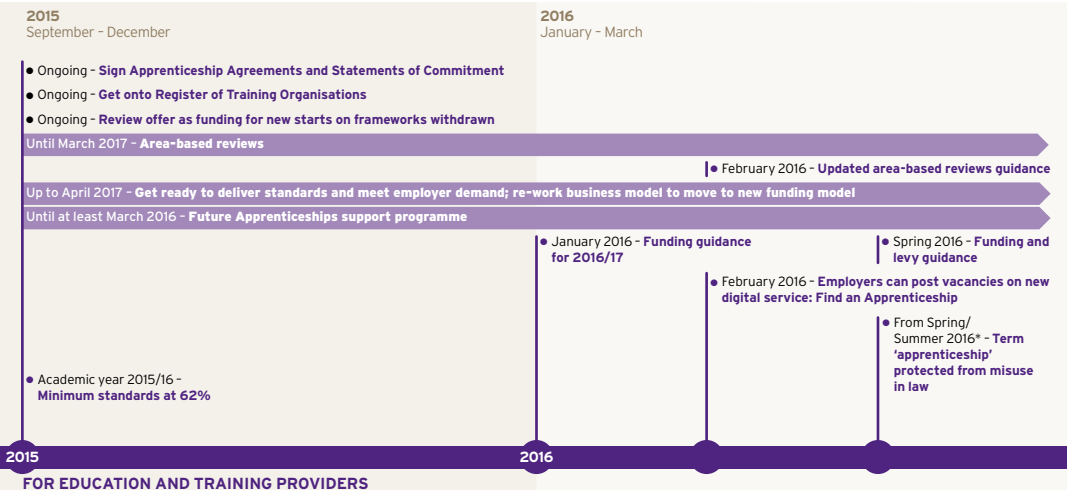 2015
September – December
2016
January – March
● Ongoing – Sign Apprenticeship Agreements and Statements of Commitment
● Ongoing – Get onto Register of Training Organisations
● Ongoing – Review offer as funding for new starts on frameworks withdrawn
Until March 2017 – Area-based reviews
● February 2016 – Updated area-based reviews guidance
Up to April 2017 – Get ready to deliver standards and meet employer demand; re-work business model to move to new funding model
Until at least March 2016 – Future Apprenticeships support programme
● January 2016 – Funding guidance
for 2016/17
● Spring 2016 – Funding and
levy guidance
● February 2016 – Employers can post vacancies on new
digital service: Find an Apprenticeship
● From Spring/
Summer 2016* – Term
‘apprenticeship’
protected from misuse
in law
● Academic year 2015/16 –
Minimum standards at 62%
2015
2016
FOR EDUCATION AND TRAINING PROVIDERS